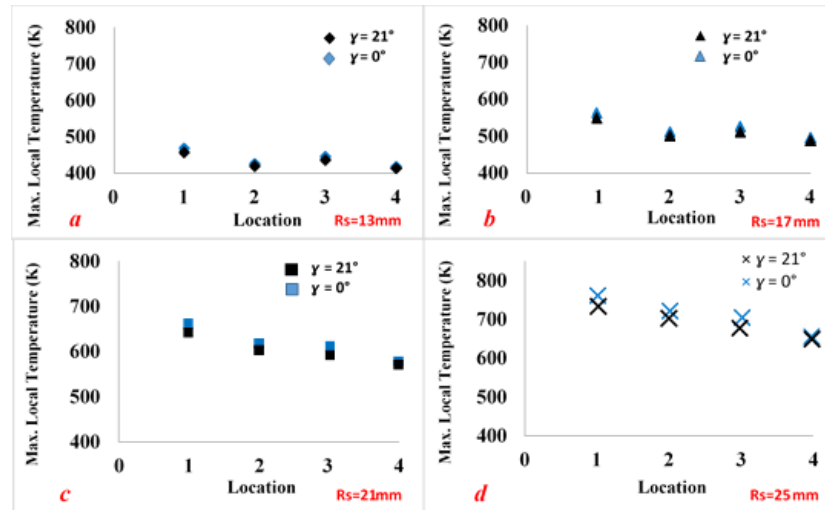 Max. Local Temperature (K)
800
700
600
500
400
0
1
2
3
4
Location
ɣ = 21°
ɣ = 0°
a
Rs=13mm
Max. Local Temperature (K)
800
700
600
500
400
0
1
2
3
4
Location
ɣ = 21°
ɣ = 0°
b
Rs=17mm
Max. Local Temperature (K)
800
700
600
500
400
0
1
2
3
4
Location
ɣ = 21°
ɣ = 0°
c
Rs=21mm
Max. Local Temperature (K)
800
700
600
500
400
0
1
2
3
4
Location
ɣ = 21°
ɣ = 0°
d
Rs=25mm